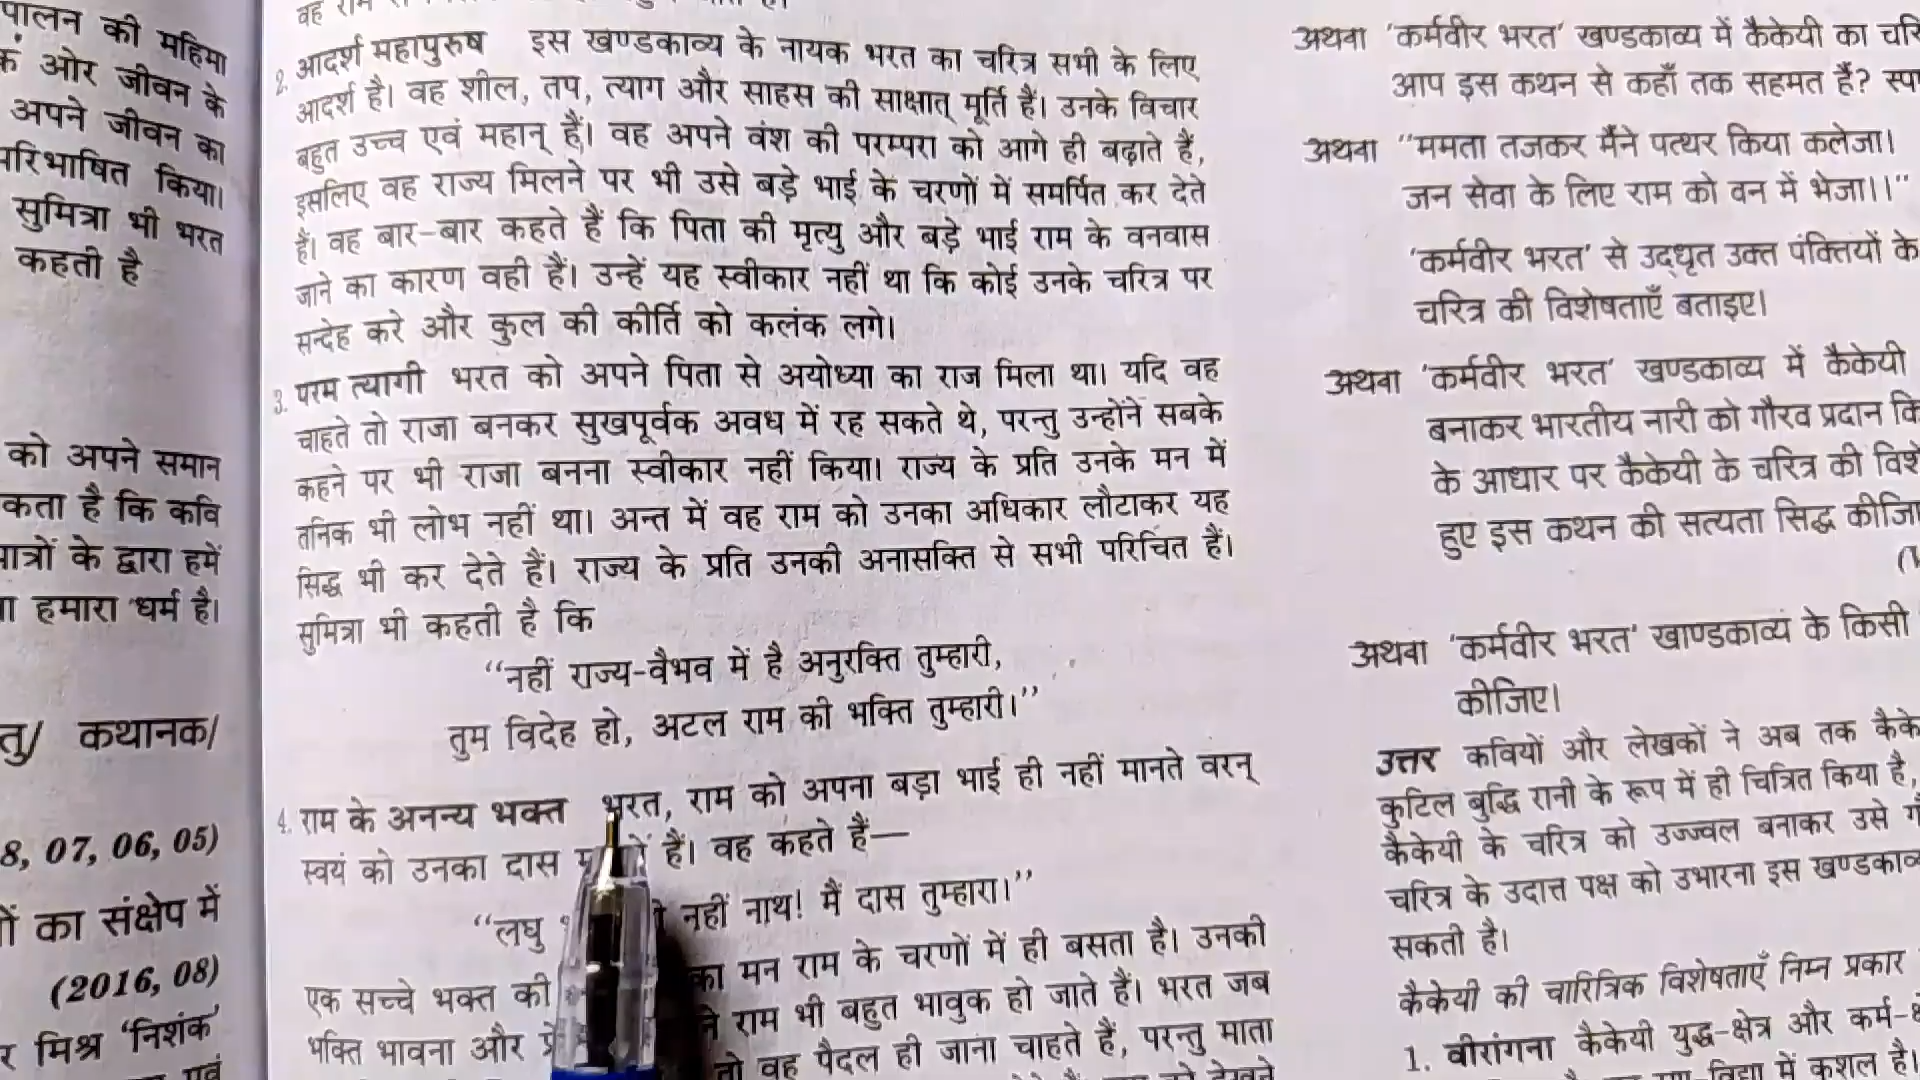 पालन की महिमा
ओर जीवन के
अपने जीवन का
परिभाषित किया।
सुमित्रा भी भरत
कहती है
को अपने समान
कता है कि कवि
पात्रों के द्वारा हमें
हमारा धर्म है।
कथानक/
8, 07, 06, 05)
का संक्षेप में
(2016, 08)
मिश्र 'निशंक'
एवं
वह राम
2. आदर्श महापुरुष इस खण्डकाव्य के नायक भरत का चरित्र सभी के लिए
आदर्श है। वह शील, तप, त्याग और साहस की साक्षात् मूर्ति हैं। उनके विचार
बहुत उच्च एवं महान् हैं। वह अपने वंश की परम्परा को आगे ही बढ़ाते हैं,
इसलिए वह राज्य मिलने पर भी उसे बड़े भाई के चरणों में समर्पित कर देते
हैं। वह बार-बार कहते हैं कि पिता की मृत्यु और बड़े भाई राम के वनवास
जाने का कारण वही हैं। उन्हें यह स्वीकार नहीं था कि कोई उनके चरित्र पर
सन्देह करे और कुल की कीर्ति को कलंक लगे।
3. परम त्यागी भरत को अपने पिता से अयोध्या का राज मिला था। यदि वह
चाहते तो राजा बनकर सुखपूर्वक अवध में रह सकते थे, परन्तु उन्होंने सबके
कहने पर भी राजा बनना स्वीकार नहीं किया। राज्य के प्रति उनके मन में
तनिक भी लोभ नहीं था। अन्त में वह राम को उनका अधिकार लौटाकर यह
सिद्ध भी कर देते हैं। राज्य के प्रति उनकी अनासक्ति से सभी परिचित हैं।
सुमित्रा भी कहती है कि
"नहीं राज्य-वैभव में है अनुरक्ति तुम्हारी,
तुम विदेह हो, अटल राम की भक्ति तुम्हारी।"
4. राम के अनन्य भक्त भरत, राम को अपना बड़ा भाई ही नहीं मानते वरन्
स्वयं को उनका दास हैं। वह कहते हैं—
"लघु नहीं नाथ! मैं दास तुम्हारा।"
एक सच्चे भक्त की का मन राम के चरणों में ही बसता है। उनकी
भक्ति भावना और राम भी बहुत भावुक हो जाते हैं। भरत जब
तो वह पैदल ही जाना चाहते हैं, परन्तु माता
देखते
अथवा 'कर्मवीर भरत' खण्डकाव्य में कैकेयी का
आप इस कथन से कहाँ तक सहमत हैं?
अथवा "ममता तजकर मैंने पत्थर किया कलेजा।
जन सेवा के लिए राम को वन में भेजा।।"
'कर्मवीर भरत' से उद्धृत उक्त पंक्तियों के
चरित्र की विशेषताएँ बताइए।
अथवा 'कर्मवीर भरत' खण्डकाव्य में कैकेयी
बनाकर भारतीय नारी को गौरव प्रदान
के आधार पर कैकेयी के चरित्र की
हुए इस कथन की सत्यता सिद्ध
अथवा 'कर्मवीर भरत' खाण्डकाव्य के किसी
कीजिए।
उत्तर कवियों और लेखकों ने अब तक
कुटिल बुद्धि रानी के रूप में ही चित्रित किया है,
कैकेयी के चरित्र को उज्ज्वल बनाकर उसे
चरित्र के उदात्त पक्ष को उभारना इस
सकती है।
कैकेयी की चारित्रिक विशेषताएँ निम्न प्रकार
1. वीरांगना कैकेयी युद्ध-क्षेत्र और
में कुशल है।